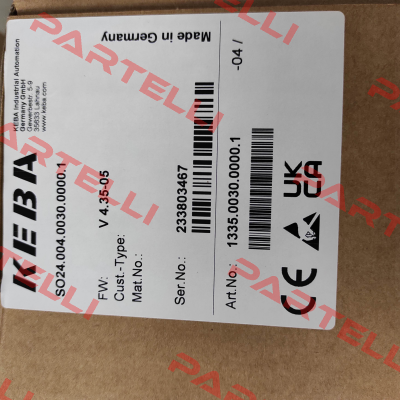 KEBA
KEBA Industrial Automation
Germany GmbH
Gewerbestr. 5-9
35633 Lahnau
www.keba.com
Made in Germany
SO24.004.0030.0000.1
FW: V 4.35-05
Cust.-Type:
Mat.No.:
Ser.No.: 233803467
Art.No.: 1335.0030.0000.1
-04 /
CE
UK
CA
PARTELLI
PARTELLI
PARTELLI
PARTELLI
PARTELLI